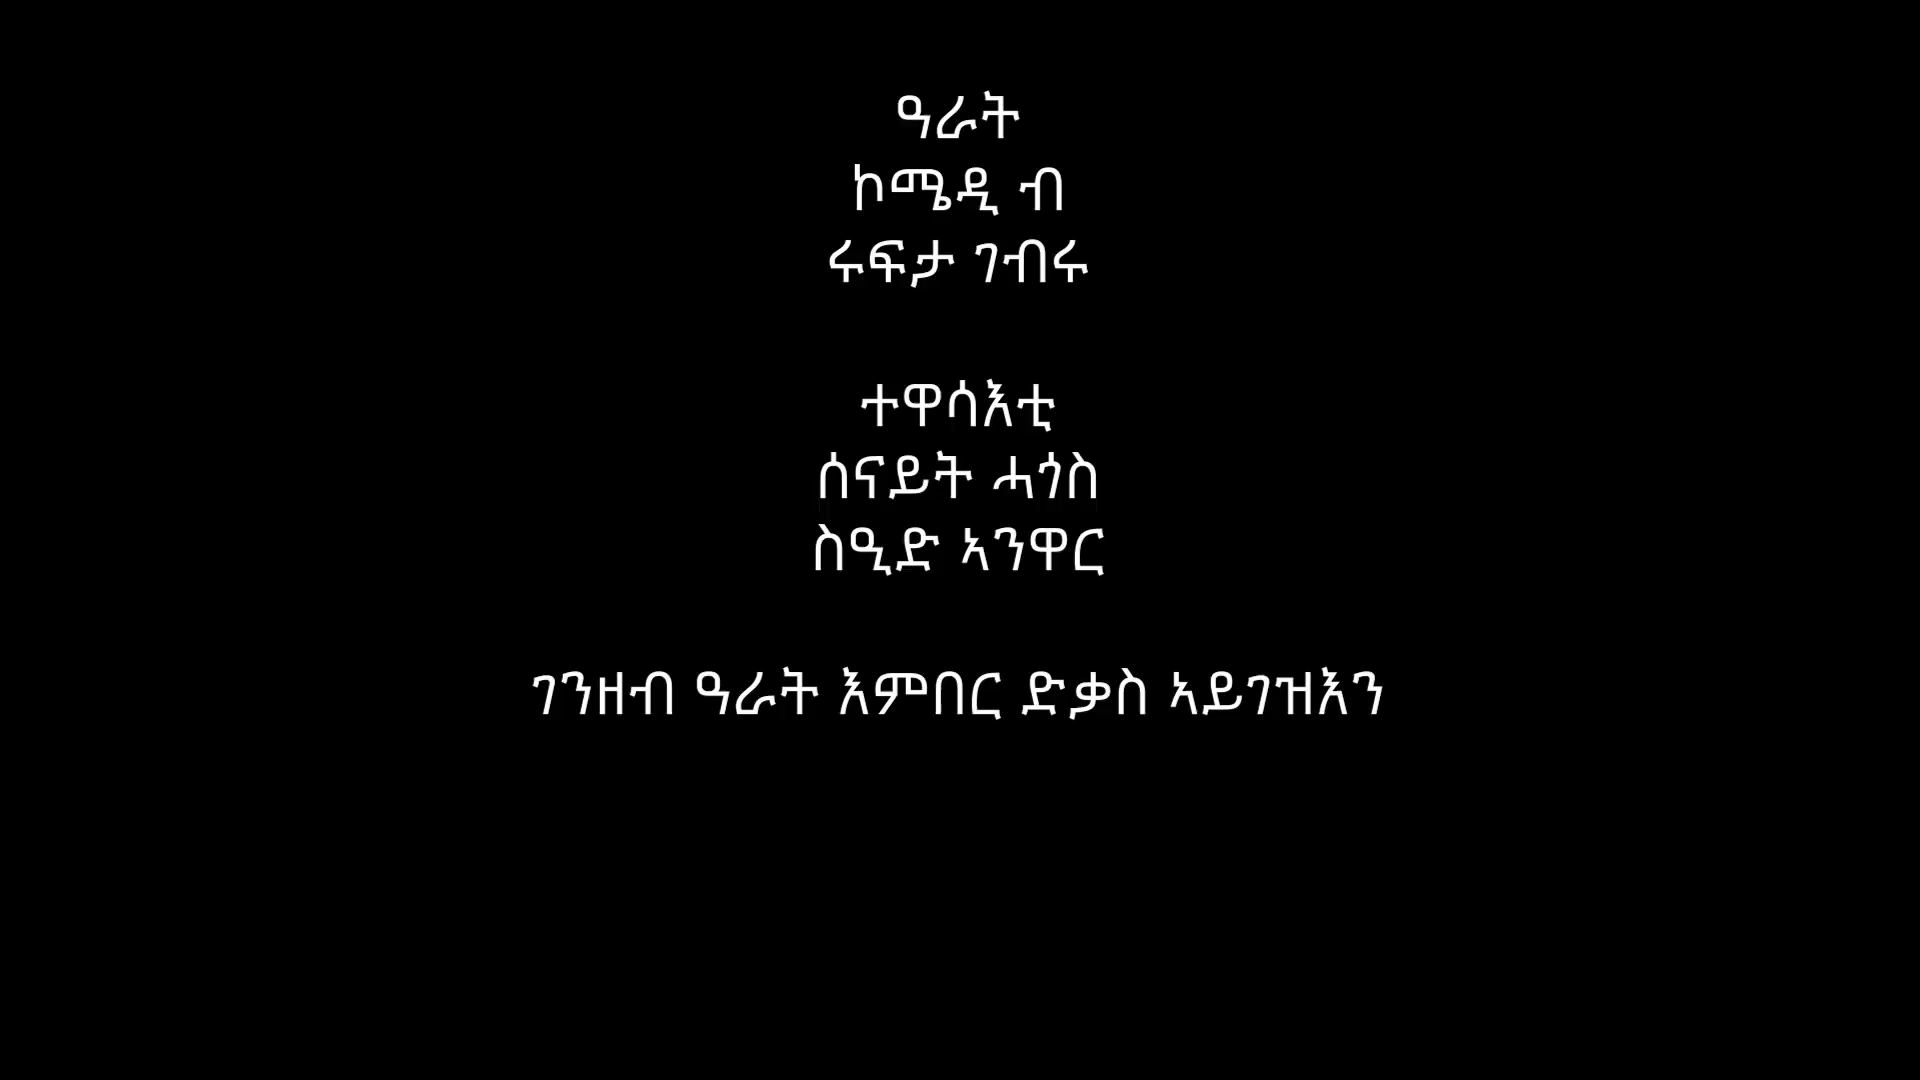 ዓራት
ኮሜዲ ብ
ሩፍታ ገብሩ
ተዋሳእቲ
ሰናይት ሓጎስ
ስዒድ ኣንዋር
ገንዘብ ዓራት እምበር ድቃስ ኣይገዝእን